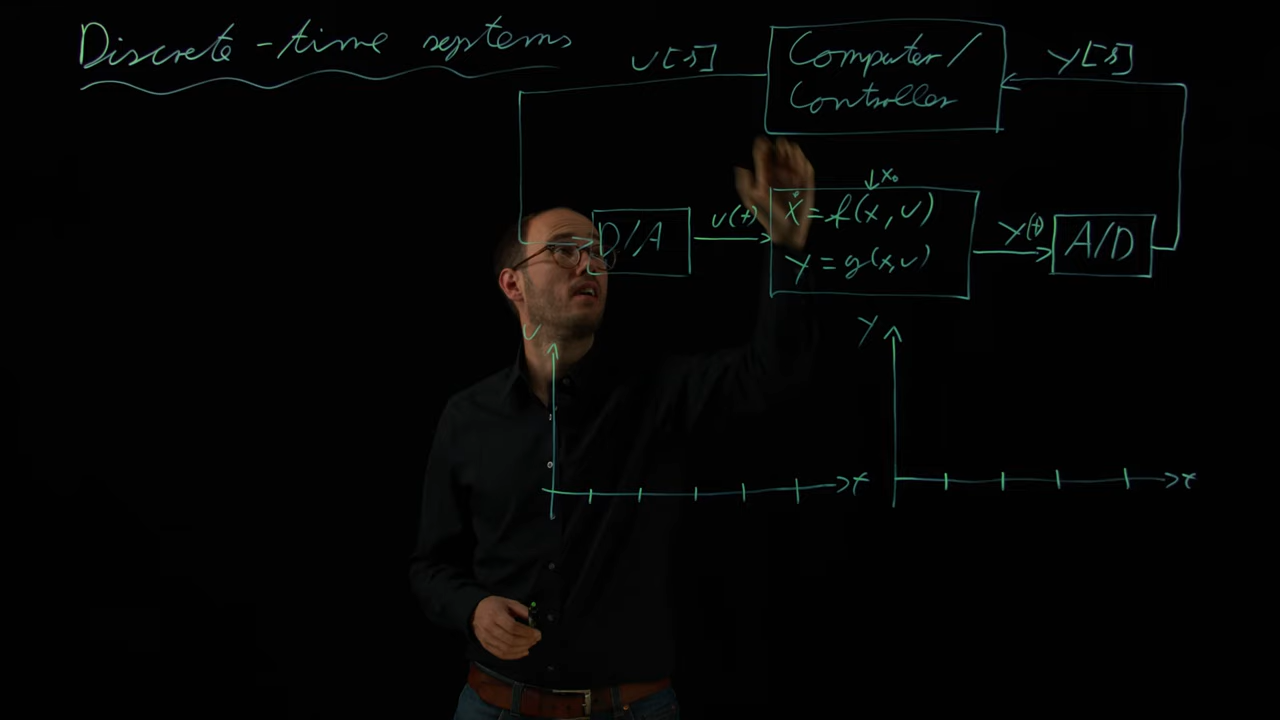 Discrete-time systems
u[s]
Computer/
Controller
y[s]
D/A
u(t)
x₀
ẋ = f(x, u)
y = g(x, u)
y(t)
A/D
u
t
y
t